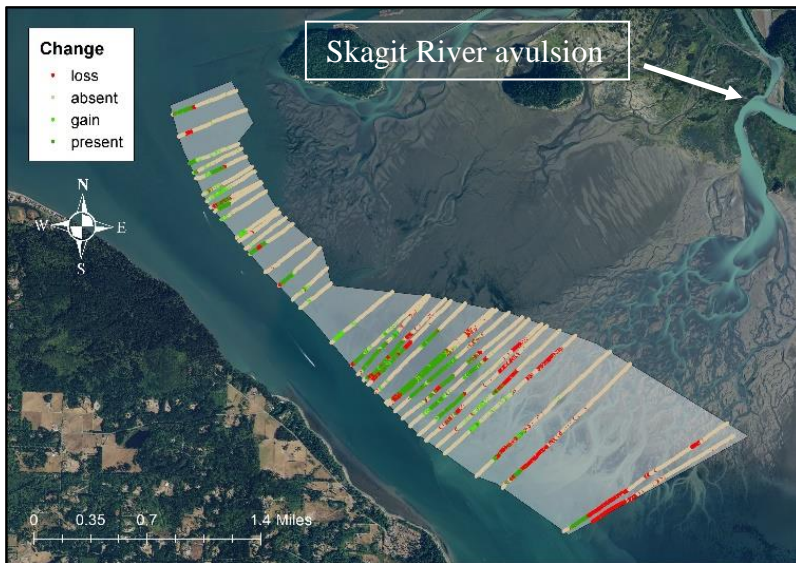 Skagit River avulsion
Change
loss
absent
gain
present
N
W E
S
0 0.35 0.7 1.4 Miles